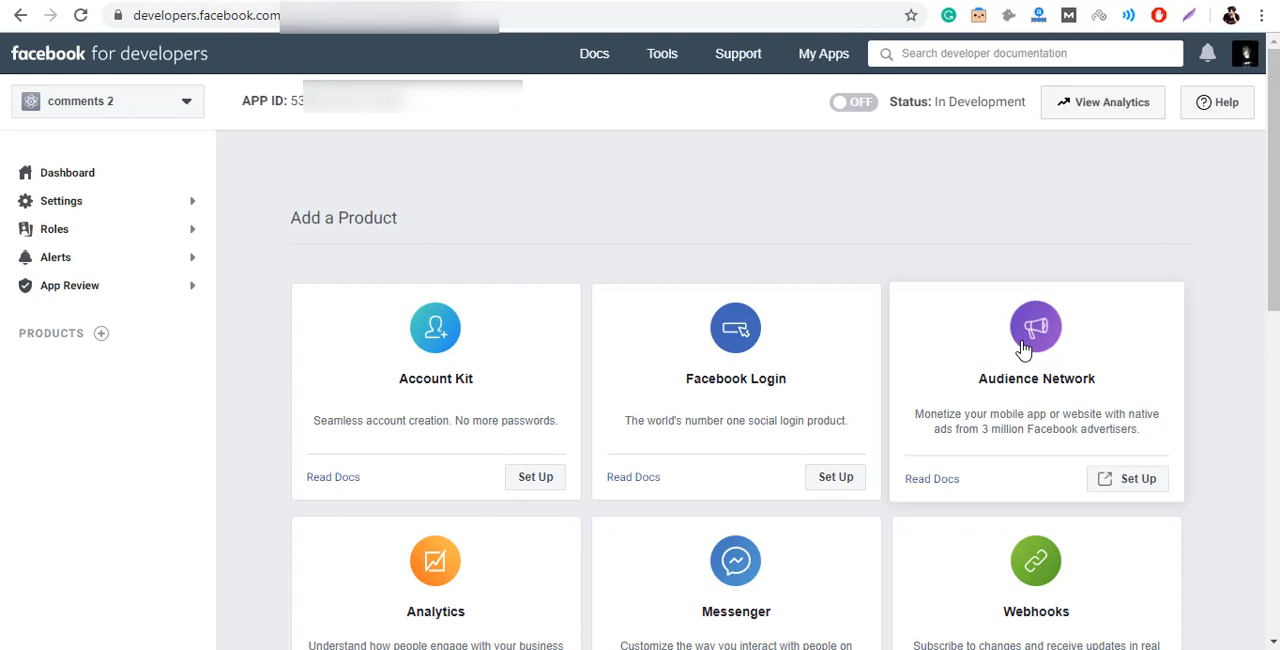 developers.facebook.com
facebook for developers
Docs
Tools
Support
My Apps
Search developer documentation
comments 2
APP ID: 53
OFF
Status: In Development
View Analytics
Help
Dashboard
Settings
Roles
Alerts
App Review
PRODUCTS
Add a Product
Account Kit
Seamless account creation. No more passwords.
Read Docs
Set Up
Facebook Login
The world's number one social login product.
Read Docs
Set Up
Audience Network
Monetize your mobile app or website with native
ads from 3 million Facebook advertisers.
Read Docs
Set Up
Analytics
Understand how people engage with your business
Messenger
Customize the way you interact with people on
Webhooks
Subscribe to changes and receive updates in real